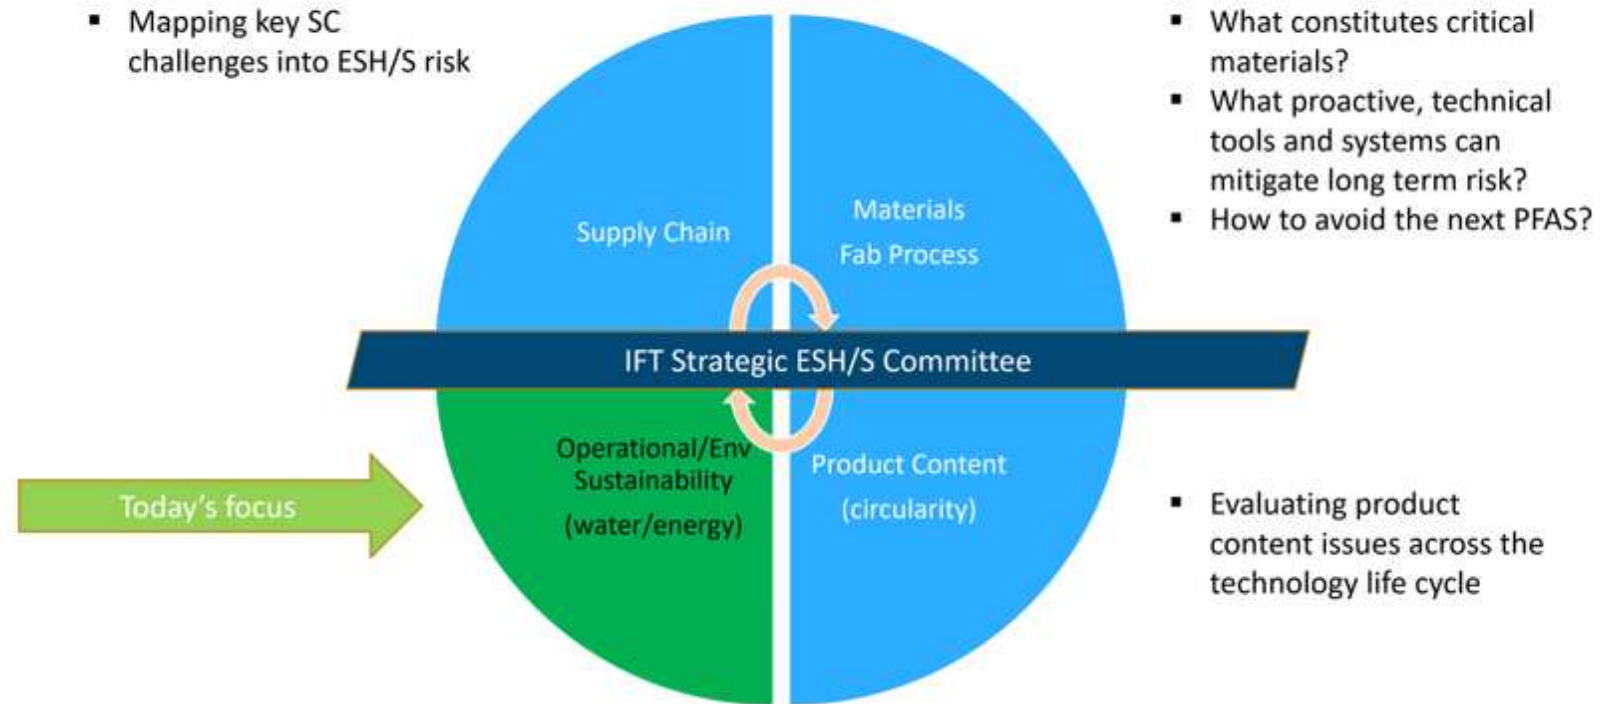 ▪ Mapping key SC
challenges into ESH/S risk
▪ What constitutes critical
materials?
▪ What proactive, technical
tools and systems can
mitigate long term risk?
▪ How to avoid the next PFAS?
Supply Chain
Materials
Fab Process
IFT Strategic ESH/S Committee
Today's focus
Operational/Env
Sustainability
(water/energy)
Product Content
(circularity)
▪ Evaluating product
content issues across the
technology life cycle